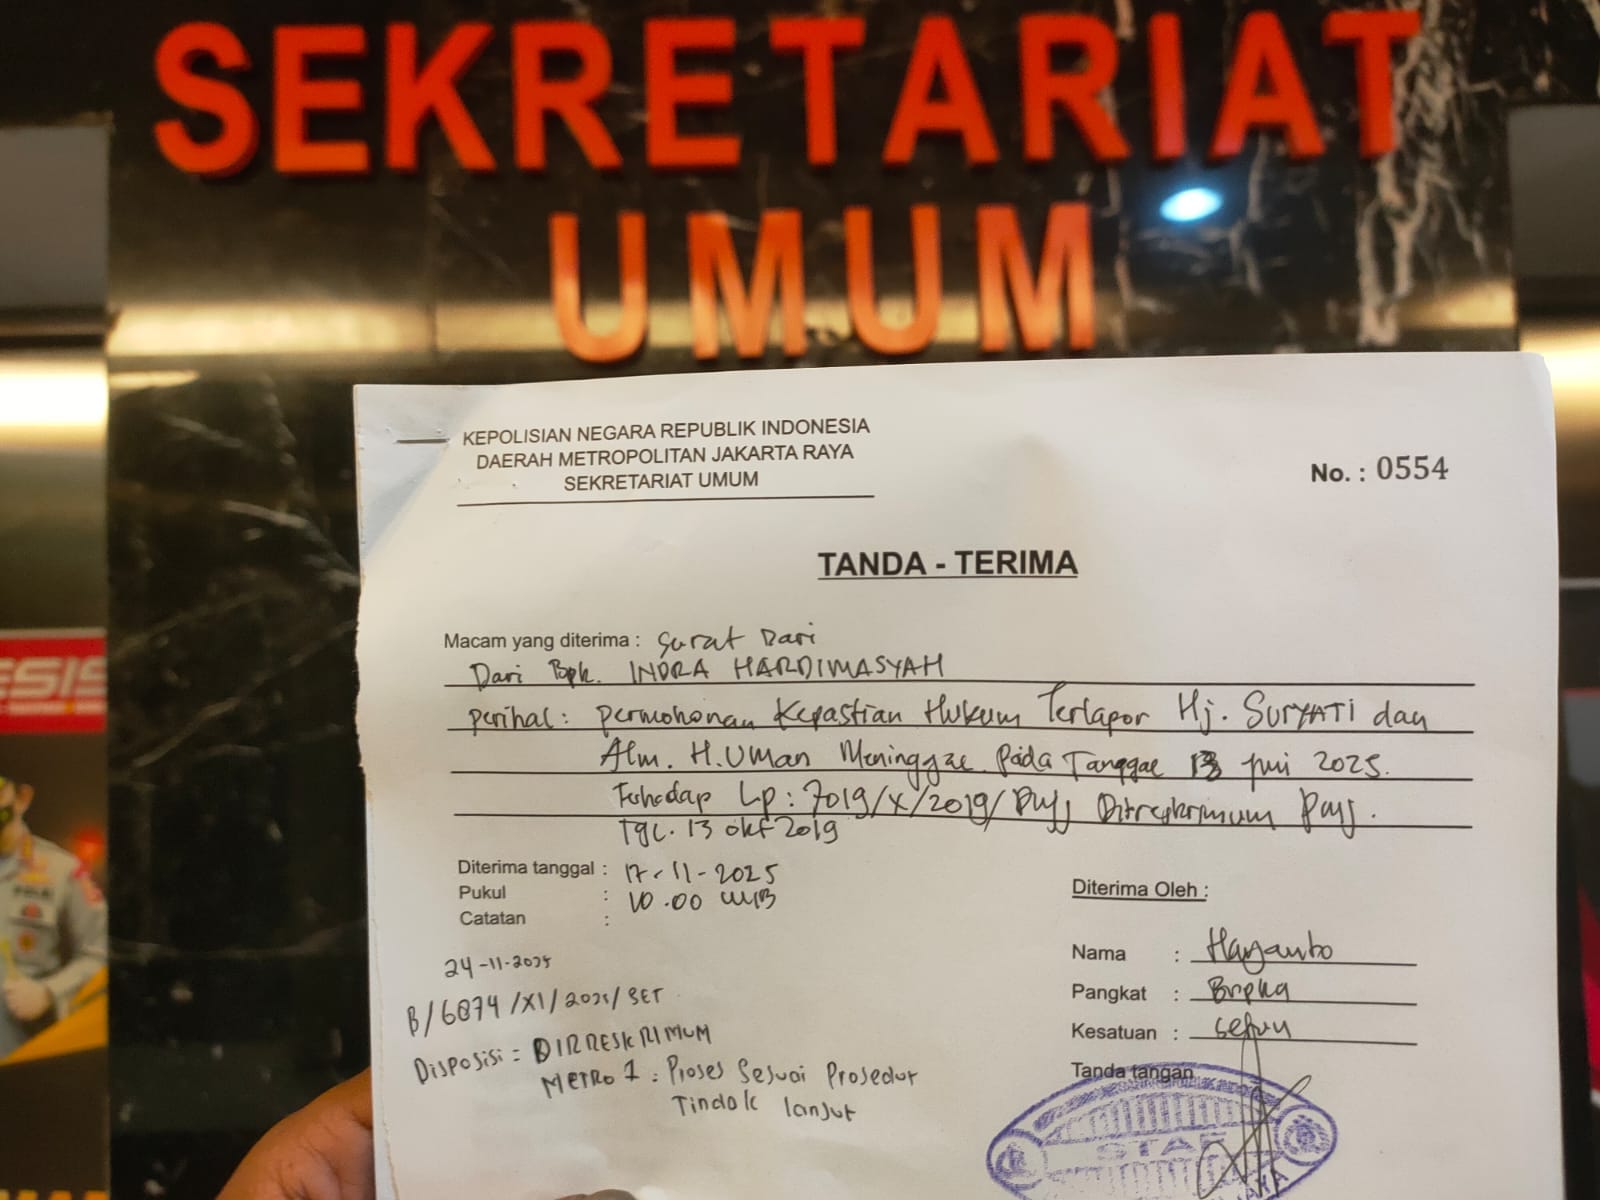 SEKRETARIAT
UMUM
KEPOLISIAN NEGARA REPUBLIK INDONESIA
DAERAH METROPOLITAN JAKARTA RAYA
SEKRETARIAT UMUM
No. : 0554
TANDA - TERIMA
Macam yang diterima : Surat Dari
Dari Bpk. INDRA HARDIMASYAH
perihal : permohonan Kepastian Hukum Terlapor Hj. SURYATI dan
Alm. H. UMan Meninggal Pada Tanggal 13 Juni 2025.
Terhadap Lp : 7019/X/2019/PMJ Ditreskrimum PMJ.
Tgl. 13 okt 2019
Diterima tanggal : 17-11-2025
Pukul : 10.00 WIB
Catatan :
24-11-2025
B/6874/XI/2025/SET
Disposisi = DIRRESKRIMUM
METRO 1 : Proses Sesuai Prosedur
Tindak lanjut
Diterima Oleh :
Nama : Haryanto
Pangkat : Bripka
Kesatuan : Setum
Tanda tangan
STAF
ESIS